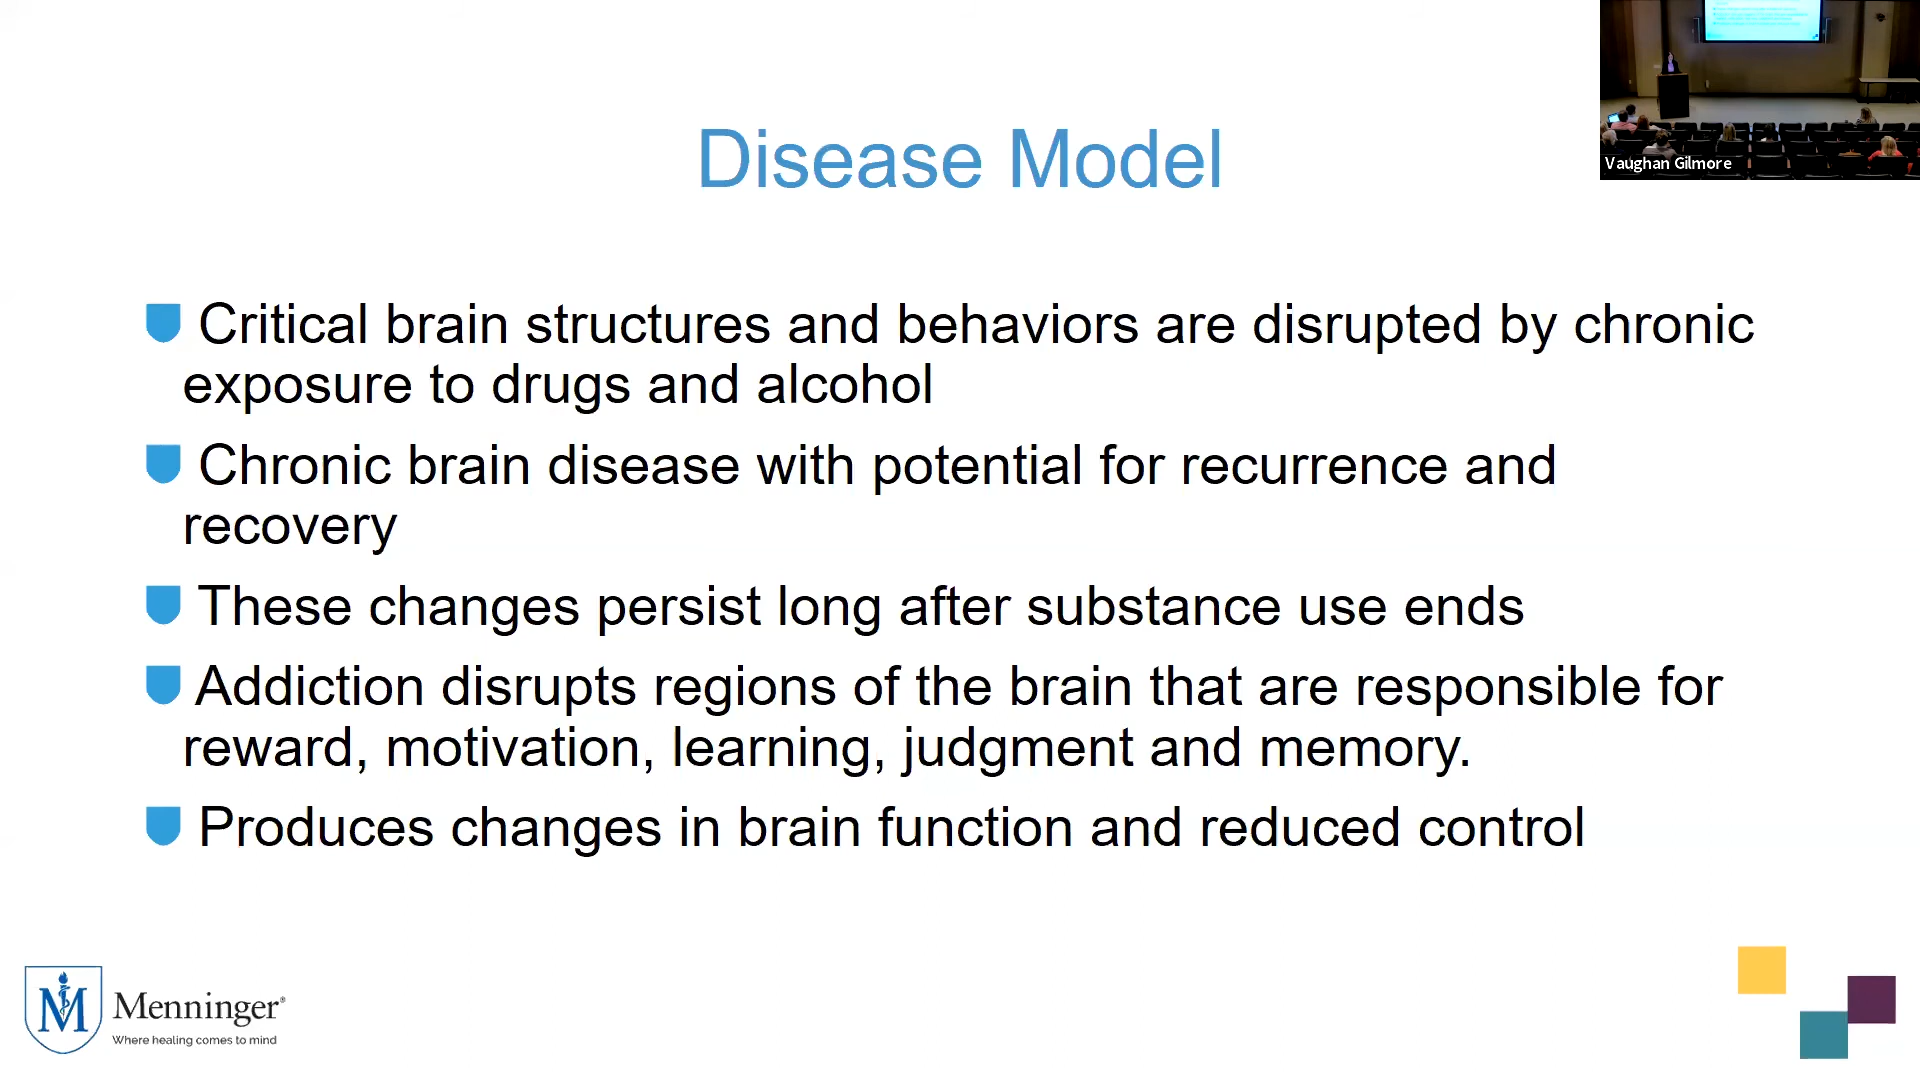 Vaughan Gilmore
Disease Model
Critical brain structures and behaviors are disrupted by chronic
exposure to drugs and alcohol
Chronic brain disease with potential for recurrence and
recovery
These changes persist long after substance use ends
Addiction disrupts regions of the brain that are responsible for
reward, motivation, learning, judgment and memory.
Produces changes in brain function and reduced control
M
Menninger®
Where healing comes to mind